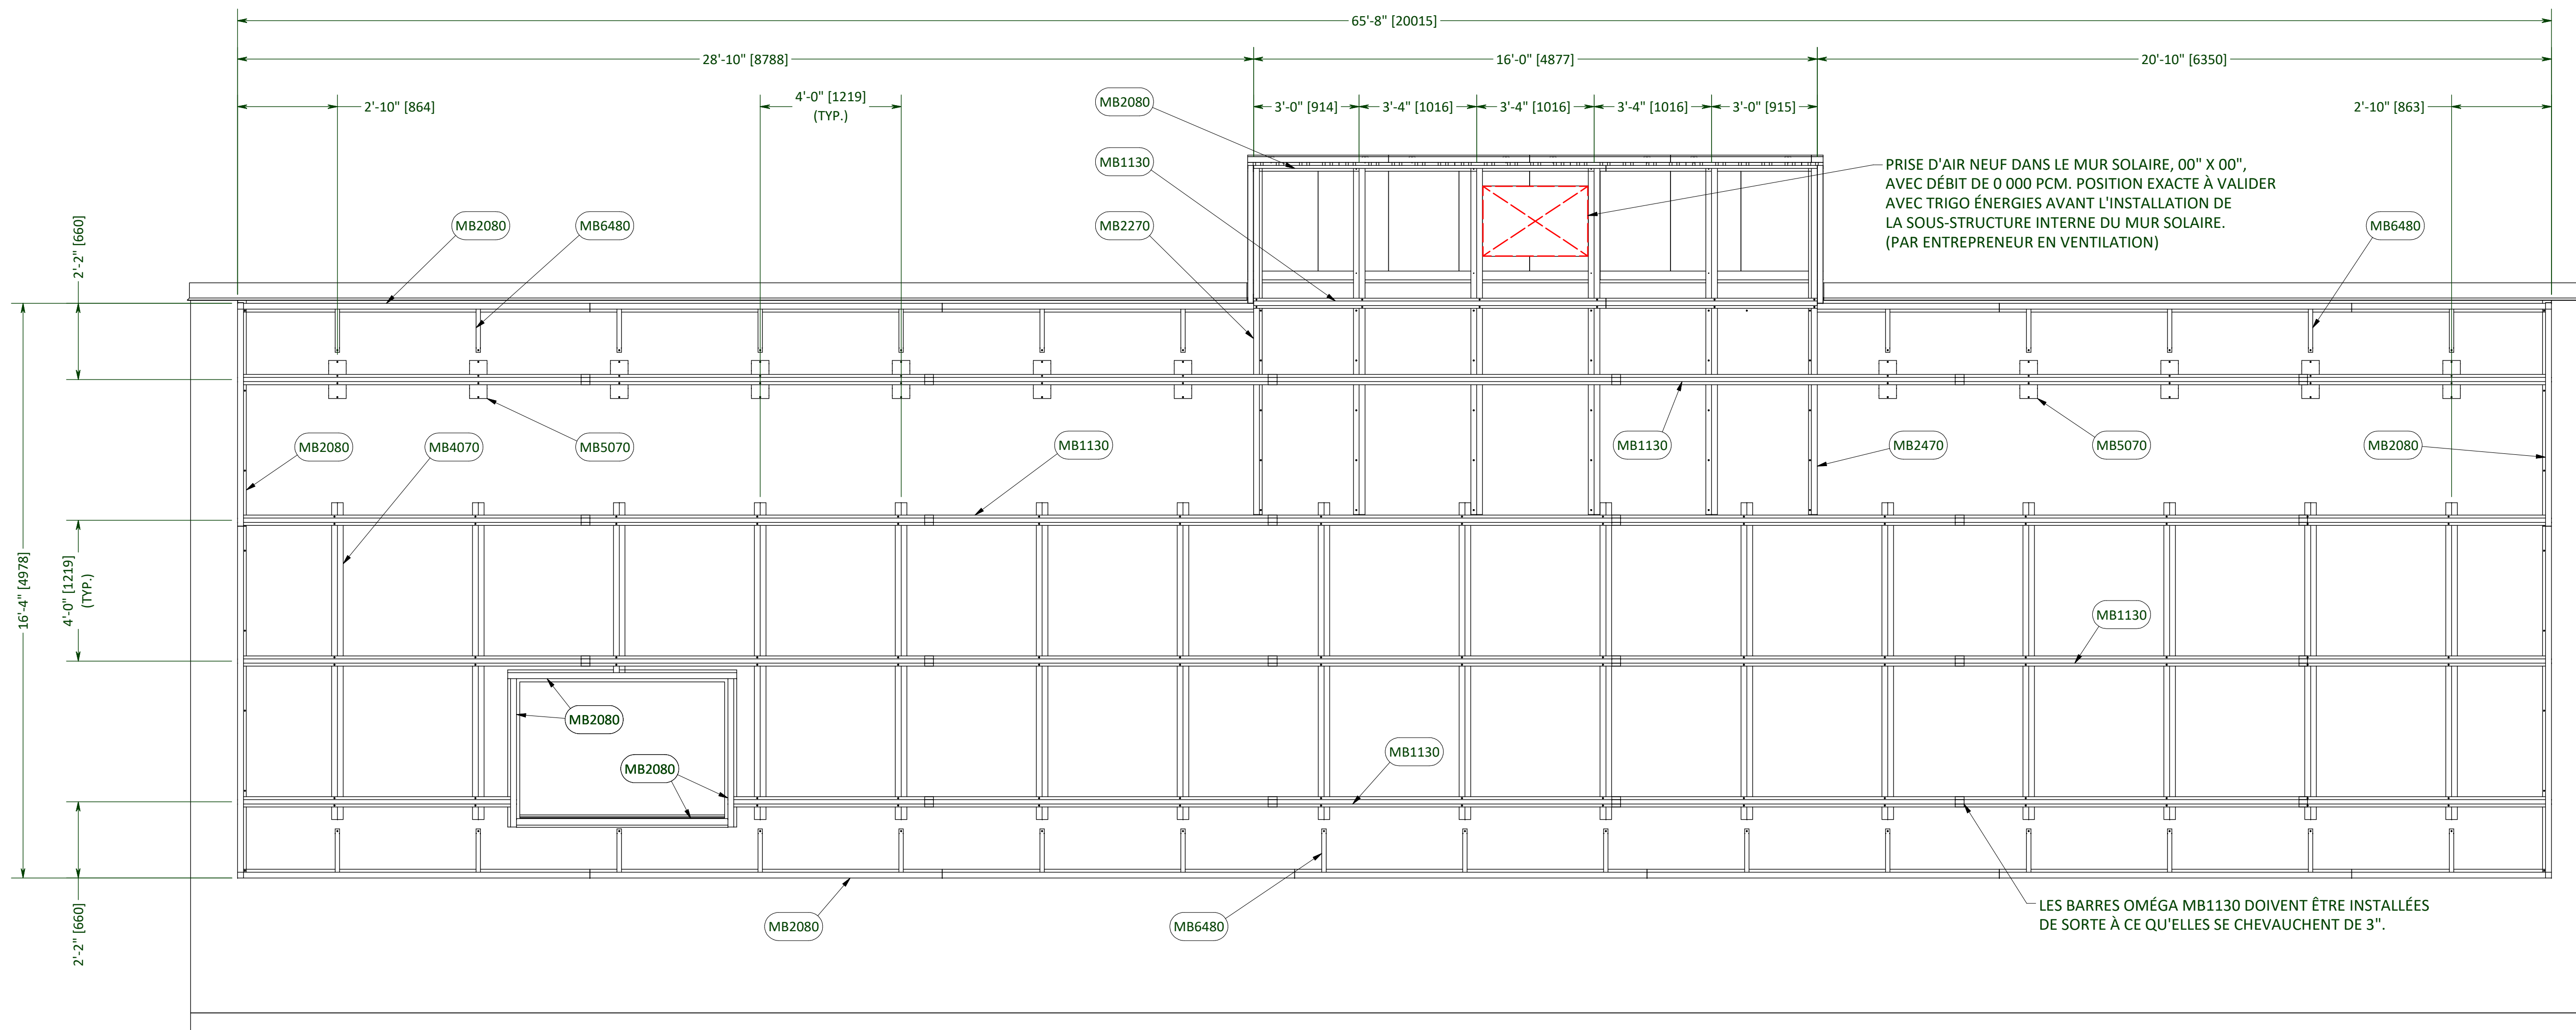 65'-8" [20015]
28'-10" [8788]
16'-0" [4877]
20'-10" [6350]
2'-10" [864]
4'-0" [1219]
(TYP.)
3'-0" [914]
3'-4" [1016]
3'-4" [1016]
3'-4" [1016]
3'-0" [915]
2'-10" [863]
MB2080
MB1130
MB2270
PRISE D'AIR NEUF DANS LE MUR SOLAIRE, 00" X 00",
AVEC DÉBIT DE 0 000 PCM. POSITION EXACTE À VALIDER
AVEC TRIGO ÉNERGIES AVANT L'INSTALLATION DE
LA SOUS-STRUCTURE INTERNE DU MUR SOLAIRE.
(PAR ENTREPRENEUR EN VENTILATION)
2'-2" [660]
MB2080
MB6480
MB6480
MB2080
MB4070
MB5070
MB1130
MB1130
MB2470
MB5070
MB2080
16'-4" [4978]
4'-0" [1219]
(TYP.)
MB1130
MB2080
MB2080
MB1130
2'-2" [660]
MB2080
MB6480
LES BARRES OMÉGA MB1130 DOIVENT ÊTRE INSTALLÉES
DE SORTE À CE QU'ELLES SE CHEVAUCHENT DE 3".